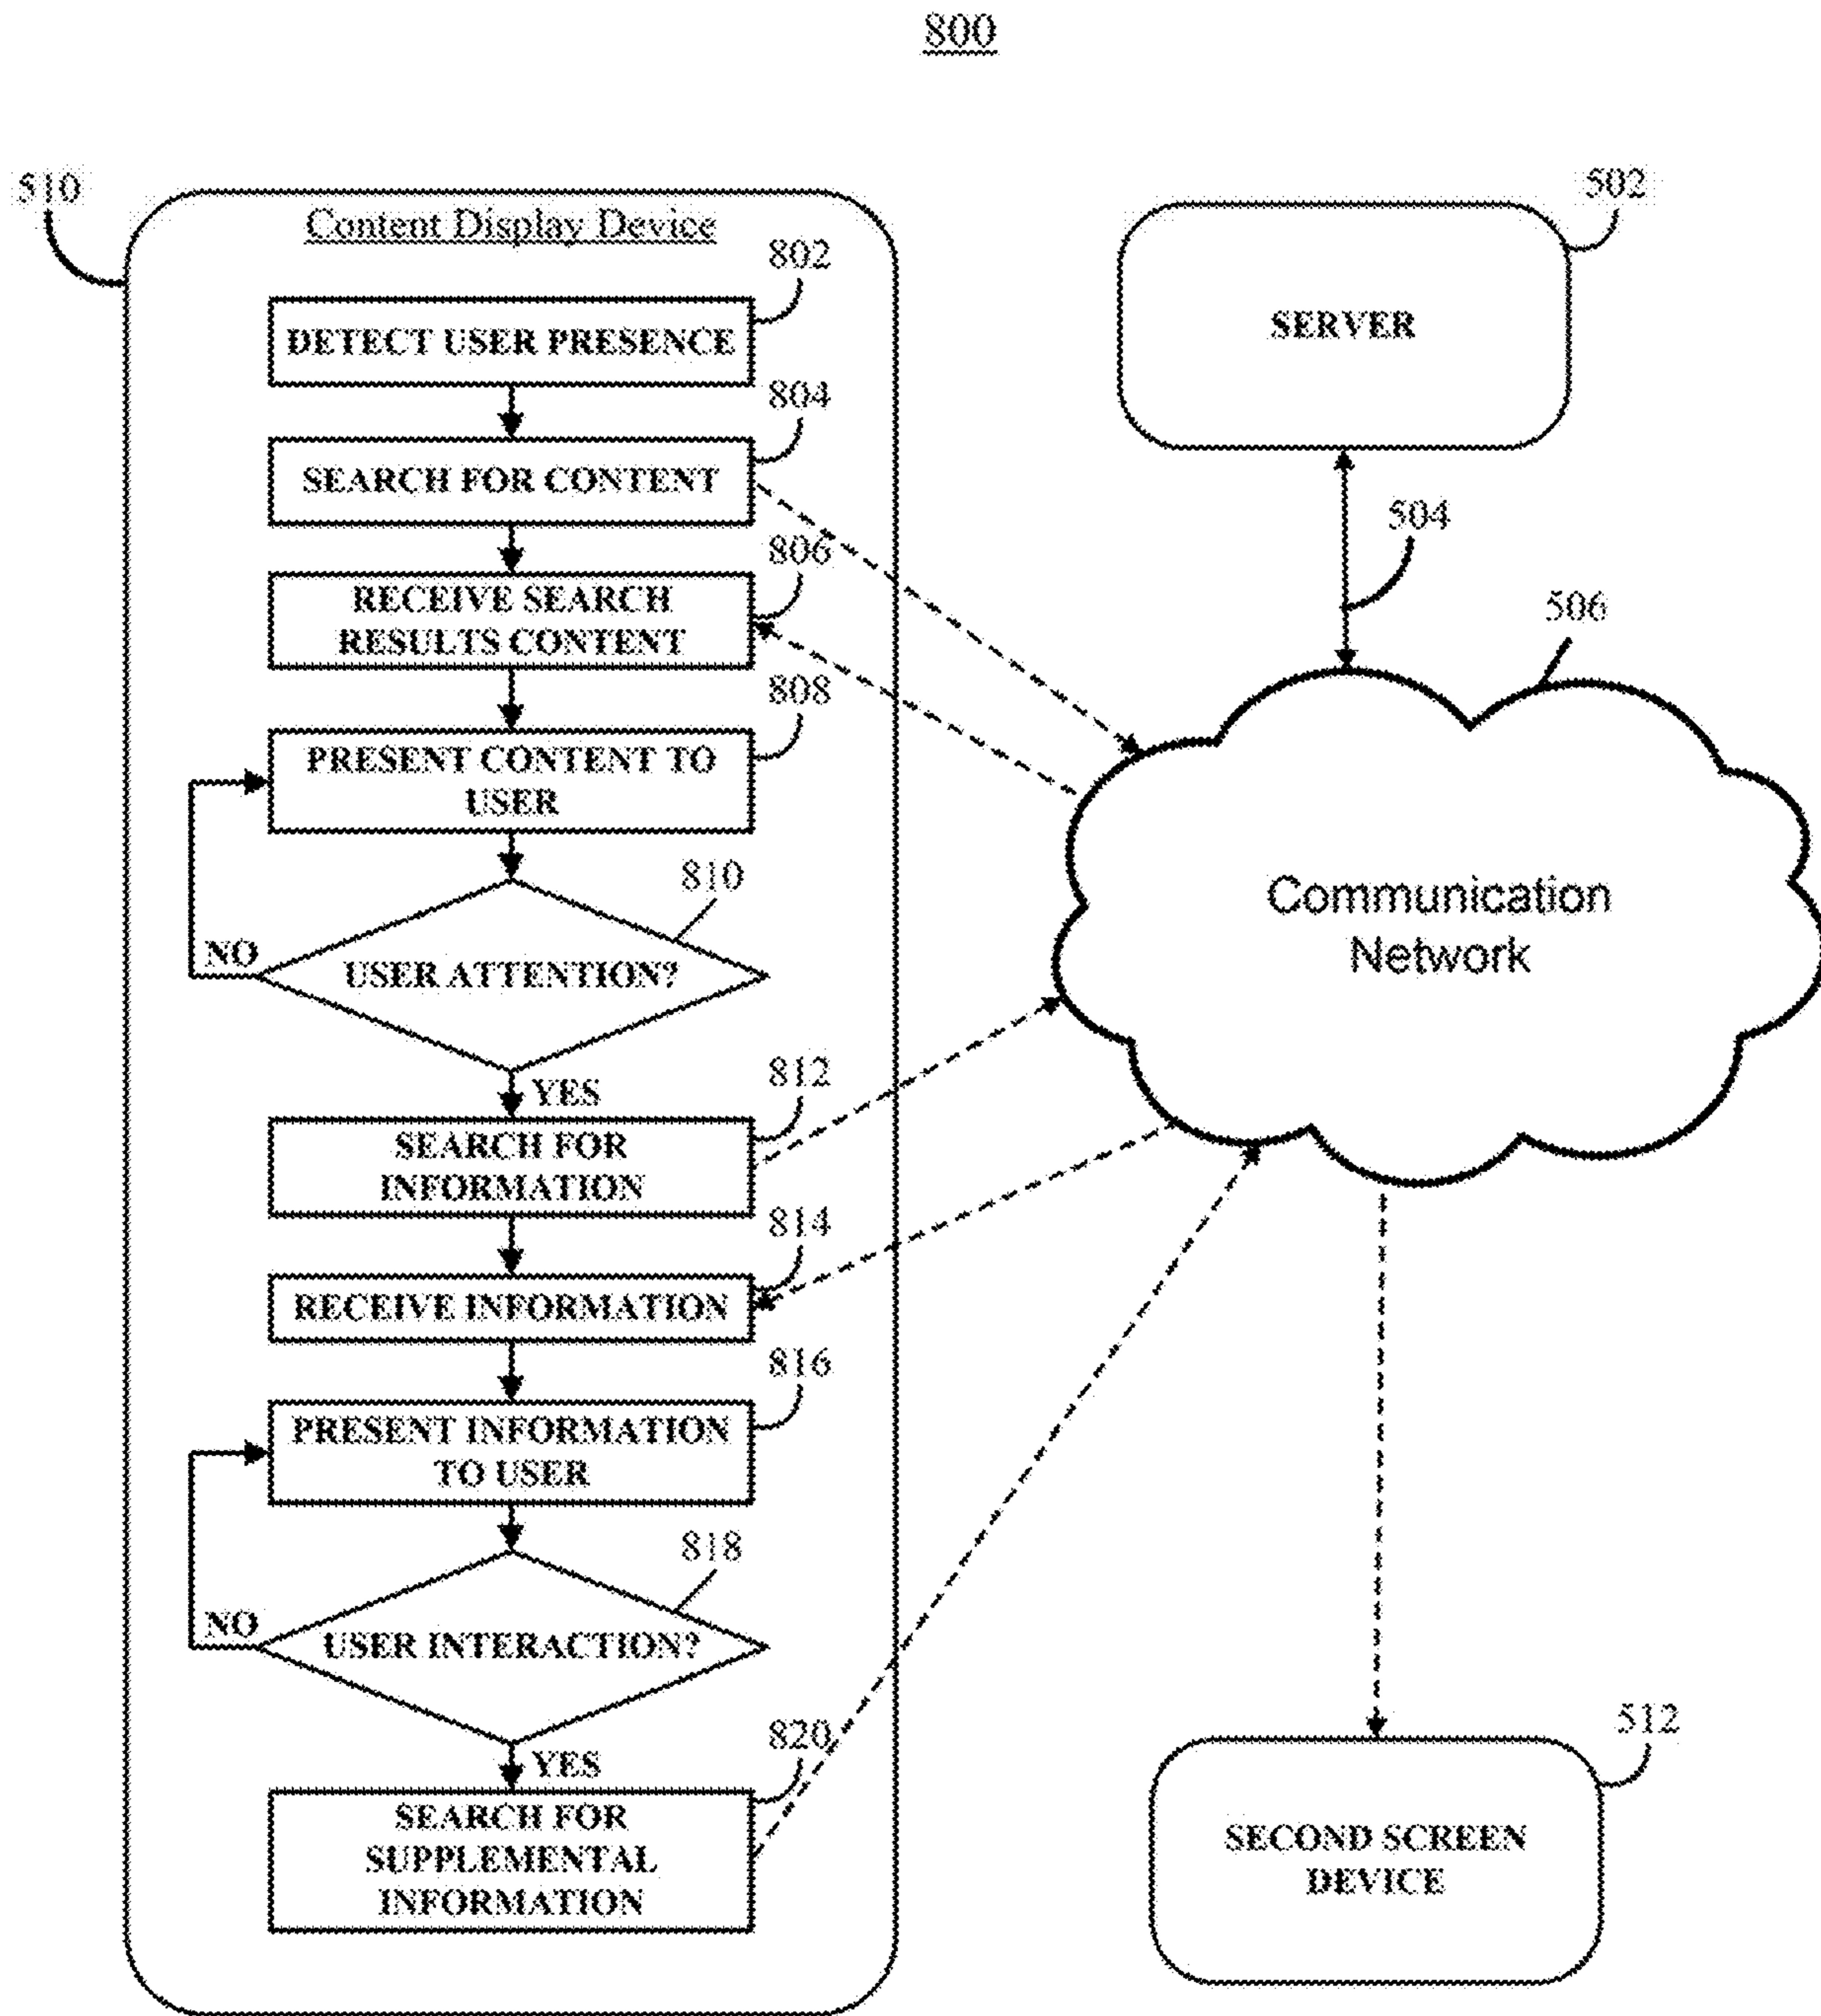 800
510
Content Display Device
802
DETECT USER PRESENCE
804
SEARCH FOR CONTENT
806
RECEIVE SEARCH
RESULTS CONTENT
808
PRESENT CONTENT TO
USER
810
NO
USER ATTENTION?
YES
812
SEARCH FOR
INFORMATION
814
RECEIVE INFORMATION
816
PRESENT INFORMATION
TO USER
818
NO
USER INTERACTION?
YES
820
SEARCH FOR
SUPPLEMENTAL
INFORMATION
502
SERVER
504
506
Communication
Network
512
SECOND SCREEN
DEVICE